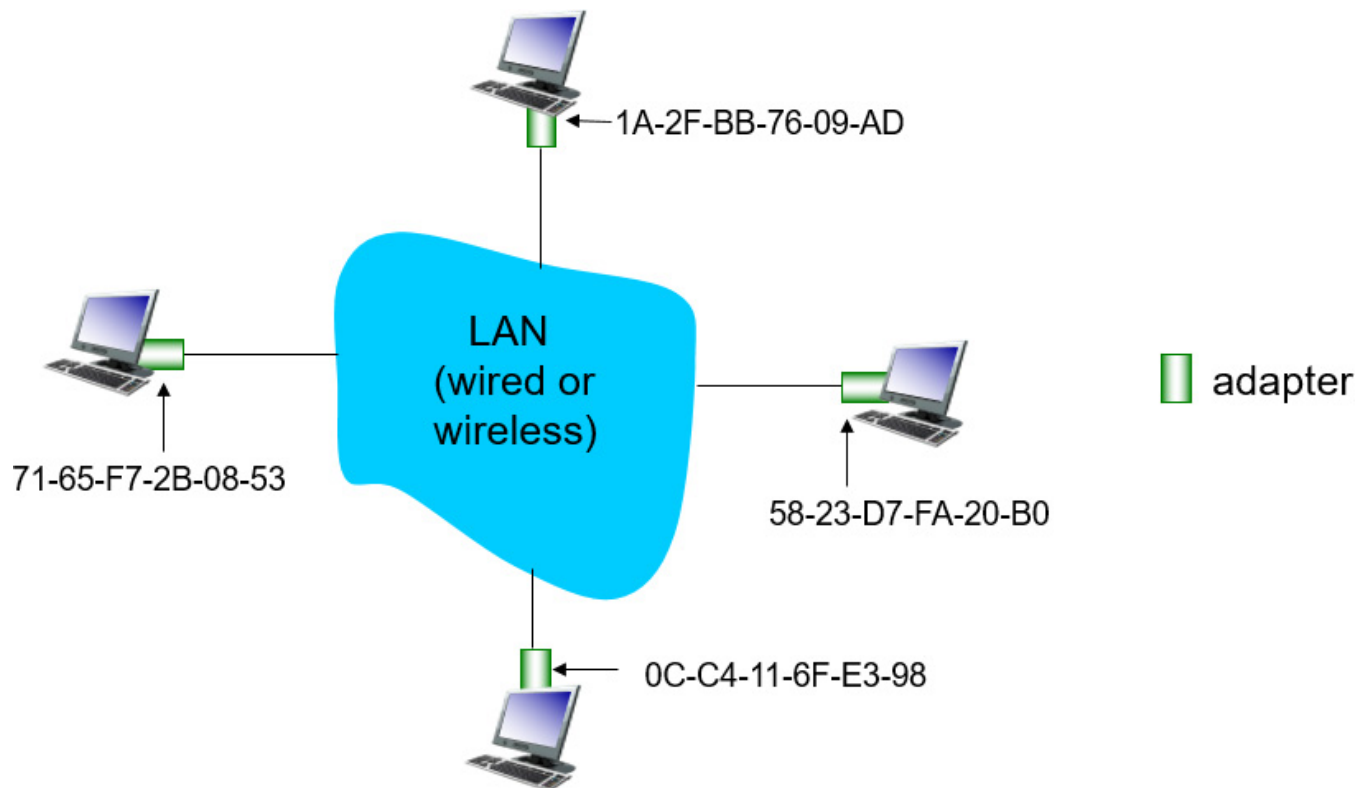 1A-2F-BB-76-09-AD
LAN
(wired or
wireless)
adapter
71-65-F7-2B-08-53
58-23-D7-FA-20-B0
0C-C4-11-6F-E3-98